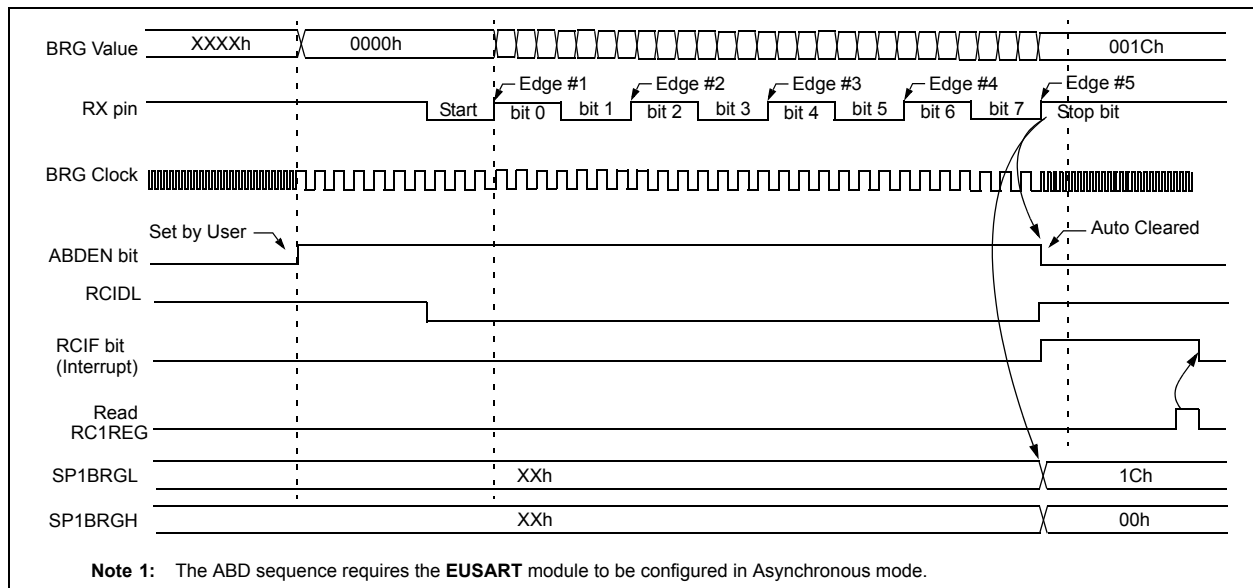 BRG Value XXXXh 0000h 001Ch
Edge #1 Edge #2 Edge #3 Edge #4 Edge #5
RX pin Start bit 0 bit 1 bit 2 bit 3 bit 4 bit 5 bit 6 bit 7 Stop bit
BRG Clock
Set by User Auto Cleared
ABDEN bit
RCIDL
RCIF bit
(Interrupt)
Read
RC1REG
SP1BRGL XXh 1Ch
SP1BRGH XXh 00h
Note 1: The ABD sequence requires the EUSART module to be configured in Asynchronous mode.